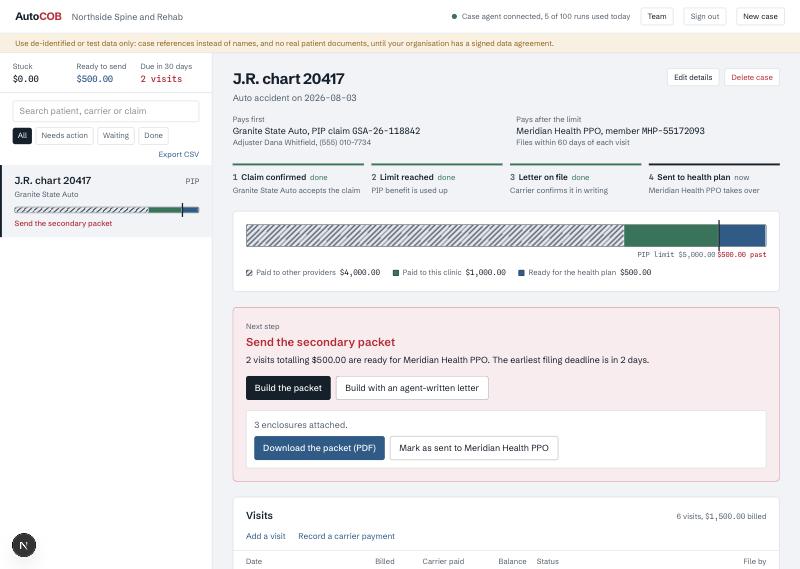 AutoCOB Northside Spine and Rehab
Case agent connected, 5 of 100 runs used today
Team
Sign out
New case
Use de-identified or test data only: case references instead of names, and no real patient documents, until your organisation has a signed data agreement.
Stuck
$0.00
Ready to send
$500.00
Due in 30 days
2 visits
Search patient, carrier or claim
All
Needs action
Waiting
Done
Export CSV
J.R. chart 20417 PIP
Granite State Auto
Send the secondary packet
J.R. chart 20417
Edit details
Delete case
Auto accident on 2026-08-03
Pays first
Granite State Auto, PIP claim GSA-26-118842
Adjuster Dana Whitfield, (555) 010-7734
Pays after the limit
Meridian Health PPO, member MHP-55172093
Files within 60 days of each visit
1 Claim confirmed done
Granite State Auto accepts the claim
2 Limit reached done
PIP benefit is used up
3 Letter on file done
Carrier confirms it in writing
4 Sent to health plan now
Meridian Health PPO takes over
PIP limit $5,000.00 $500.00 past
Paid to other providers $4,000.00
Paid to this clinic $1,000.00
Ready for the health plan $500.00
Next step
Send the secondary packet
2 visits totalling $500.00 are ready for Meridian Health PPO. The earliest filing deadline is in 2 days.
Build the packet
Build with an agent-written letter
3 enclosures attached.
Download the packet (PDF)
Mark as sent to Meridian Health PPO
Visits
6 visits, $1,500.00 billed
Add a visit
Record a carrier payment
Date Billed Carrier paid Balance Status File by
N